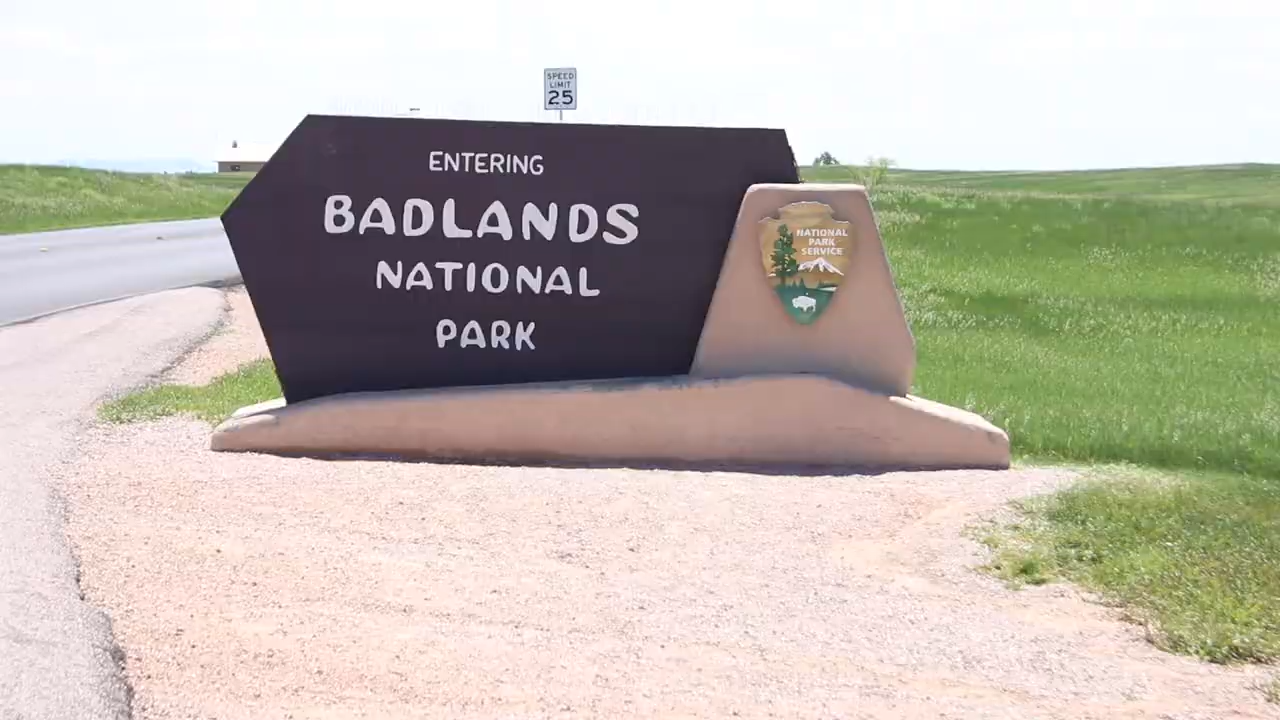 SPEED
LIMIT
25
ENTERING
BADLANDS
NATIONAL
PARK
NATIONAL
PARK
SERVICE